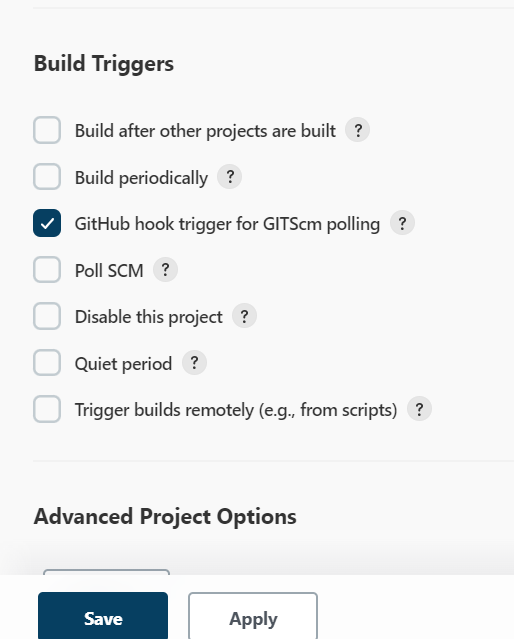 Build Triggers
Build after other projects are built ?
Build periodically ?
GitHub hook trigger for GITScm polling ?
Poll SCM ?
Disable this project ?
Quiet period ?
Trigger builds remotely (e.g., from scripts) ?
Advanced Project Options
Save Apply